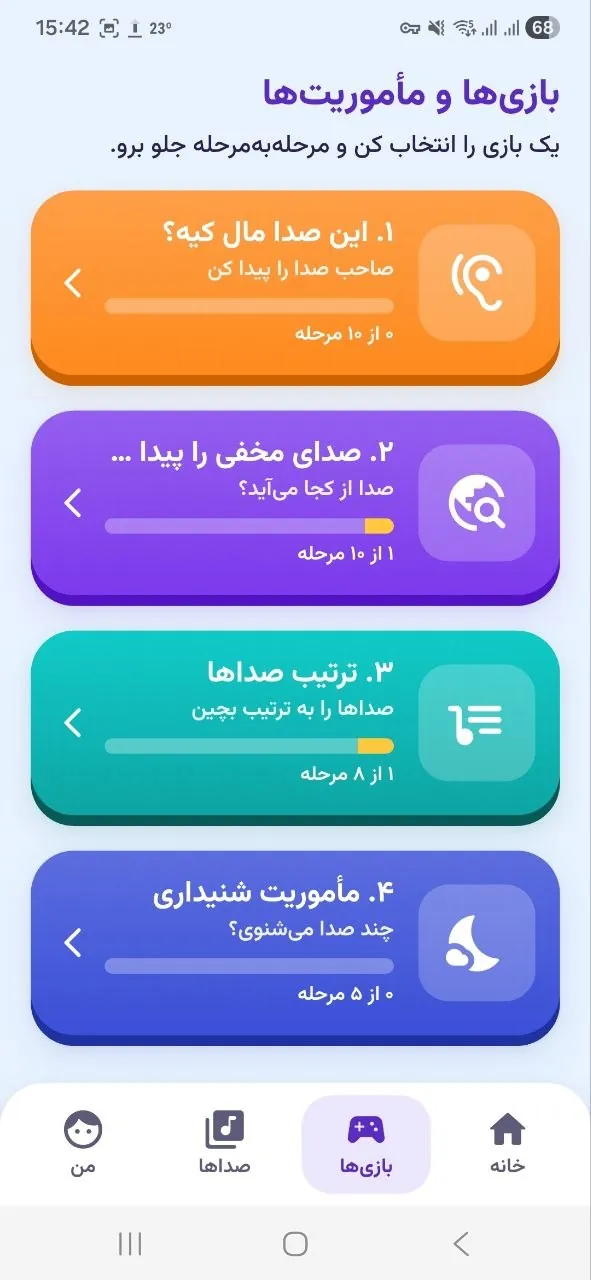 15:42 23°
68
بازی‌ها و مأموریت‌ها
یک بازی را انتخاب کن و مرحله‌به‌مرحله جلو برو.
۱. این صدا مال کیه؟
صاحب صدا را پیدا کن
۰ از ۱۰ مرحله
۲. صدای مخفی را پیدا ...
صدا از کجا می‌آید؟
۱ از ۱۰ مرحله
۳. ترتیب صداها
صداها را به ترتیب بچین
۱ از ۸ مرحله
۴. مأموریت شنیداری
چند صدا می‌شنوی؟
۰ از ۵ مرحله
خانه
بازی‌ها
صداها
من